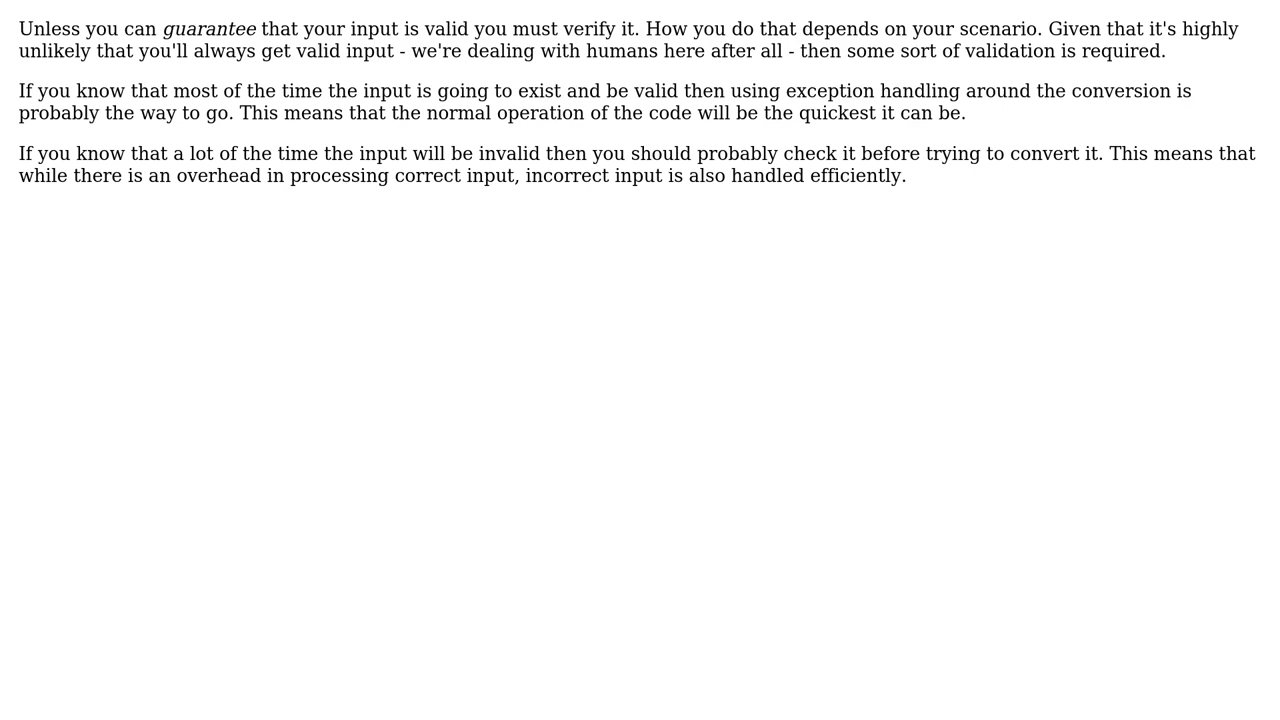 Unless you can guarantee that your input is valid you must verify it. How you do that depends on your scenario. Given that it's highly
unlikely that you'll always get valid input - we're dealing with humans here after all - then some sort of validation is required.
If you know that most of the time the input is going to exist and be valid then using exception handling around the conversion is
probably the way to go. This means that the normal operation of the code will be the quickest it can be.
If you know that a lot of the time the input will be invalid then you should probably check it before trying to convert it. This means that
while there is an overhead in processing correct input, incorrect input is also handled efficiently.